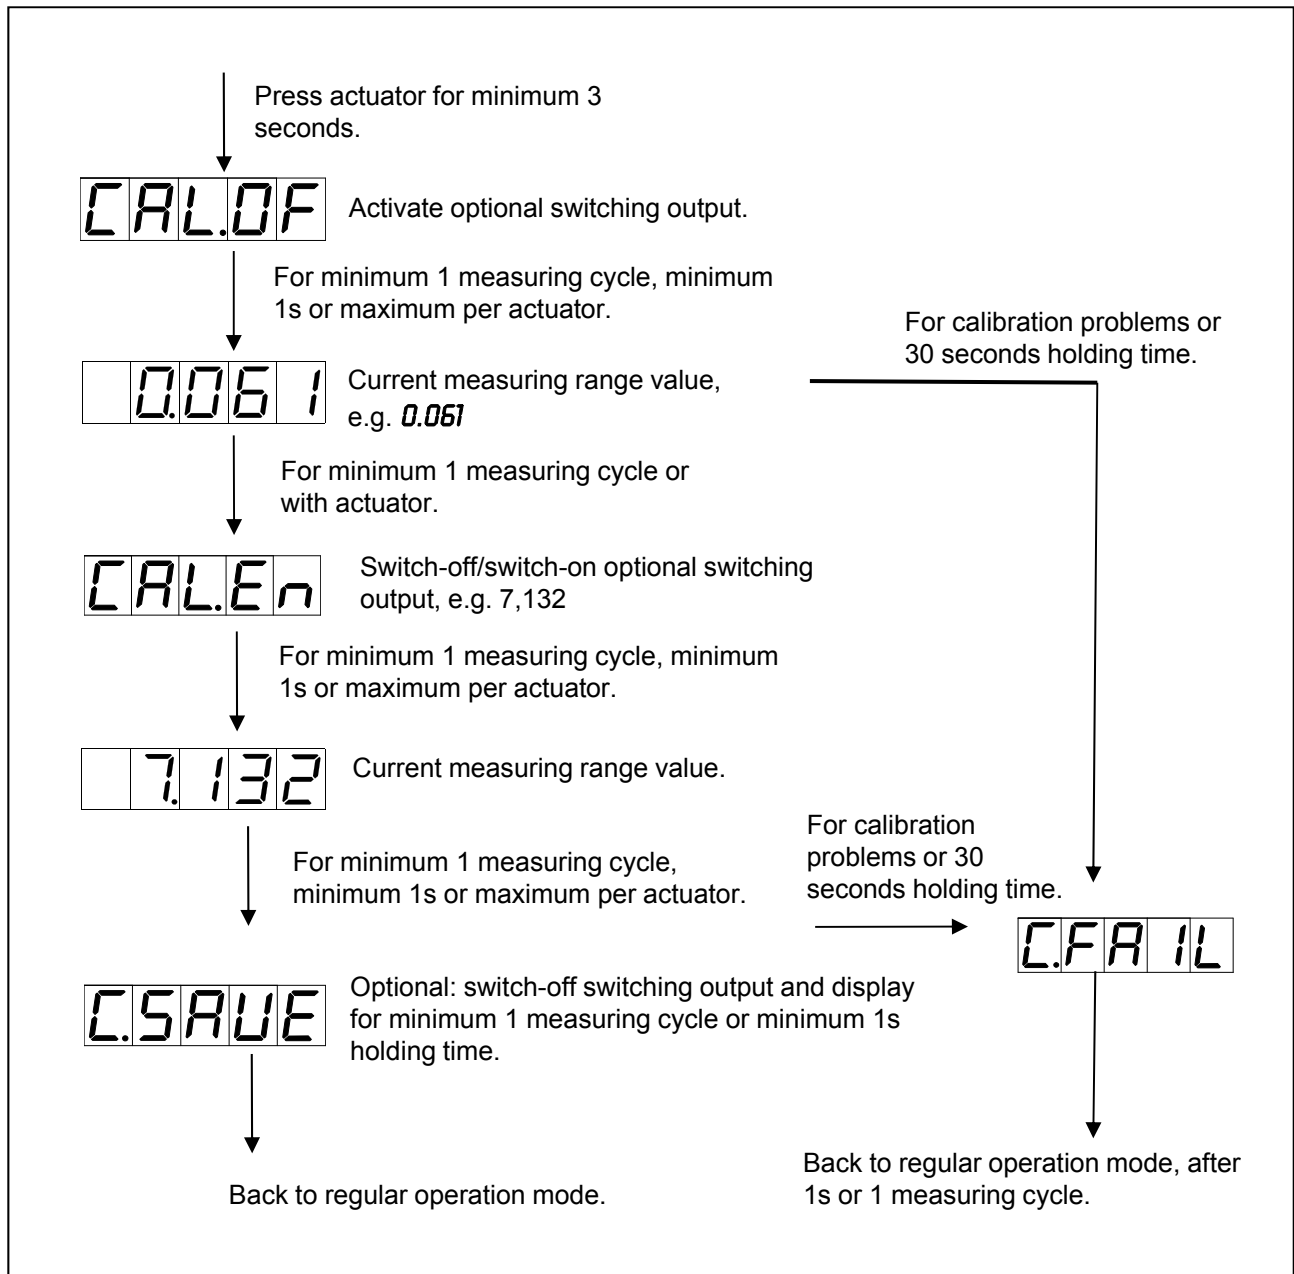 Press actuator for minimum 3
seconds.
CAL.OF
Activate optional switching output.
For minimum 1 measuring cycle, minimum
1s or maximum per actuator.
For calibration problems or
30 seconds holding time.
0.061
Current measuring range value,
e.g. 0.061
For minimum 1 measuring cycle or
with actuator.
CAL.En
Switch-off/switch-on optional switching
output, e.g. 7,132
For minimum 1 measuring cycle, minimum
1s or maximum per actuator.
7.132
Current measuring range value.
For minimum 1 measuring cycle,
minimum 1s or maximum per actuator.
For calibration
problems or 30
seconds holding time.
C.FAIL
C.SAVE
Optional: switch-off switching output and display
for minimum 1 measuring cycle or minimum 1s
holding time.
Back to regular operation mode.
Back to regular operation mode, after
1s or 1 measuring cycle.